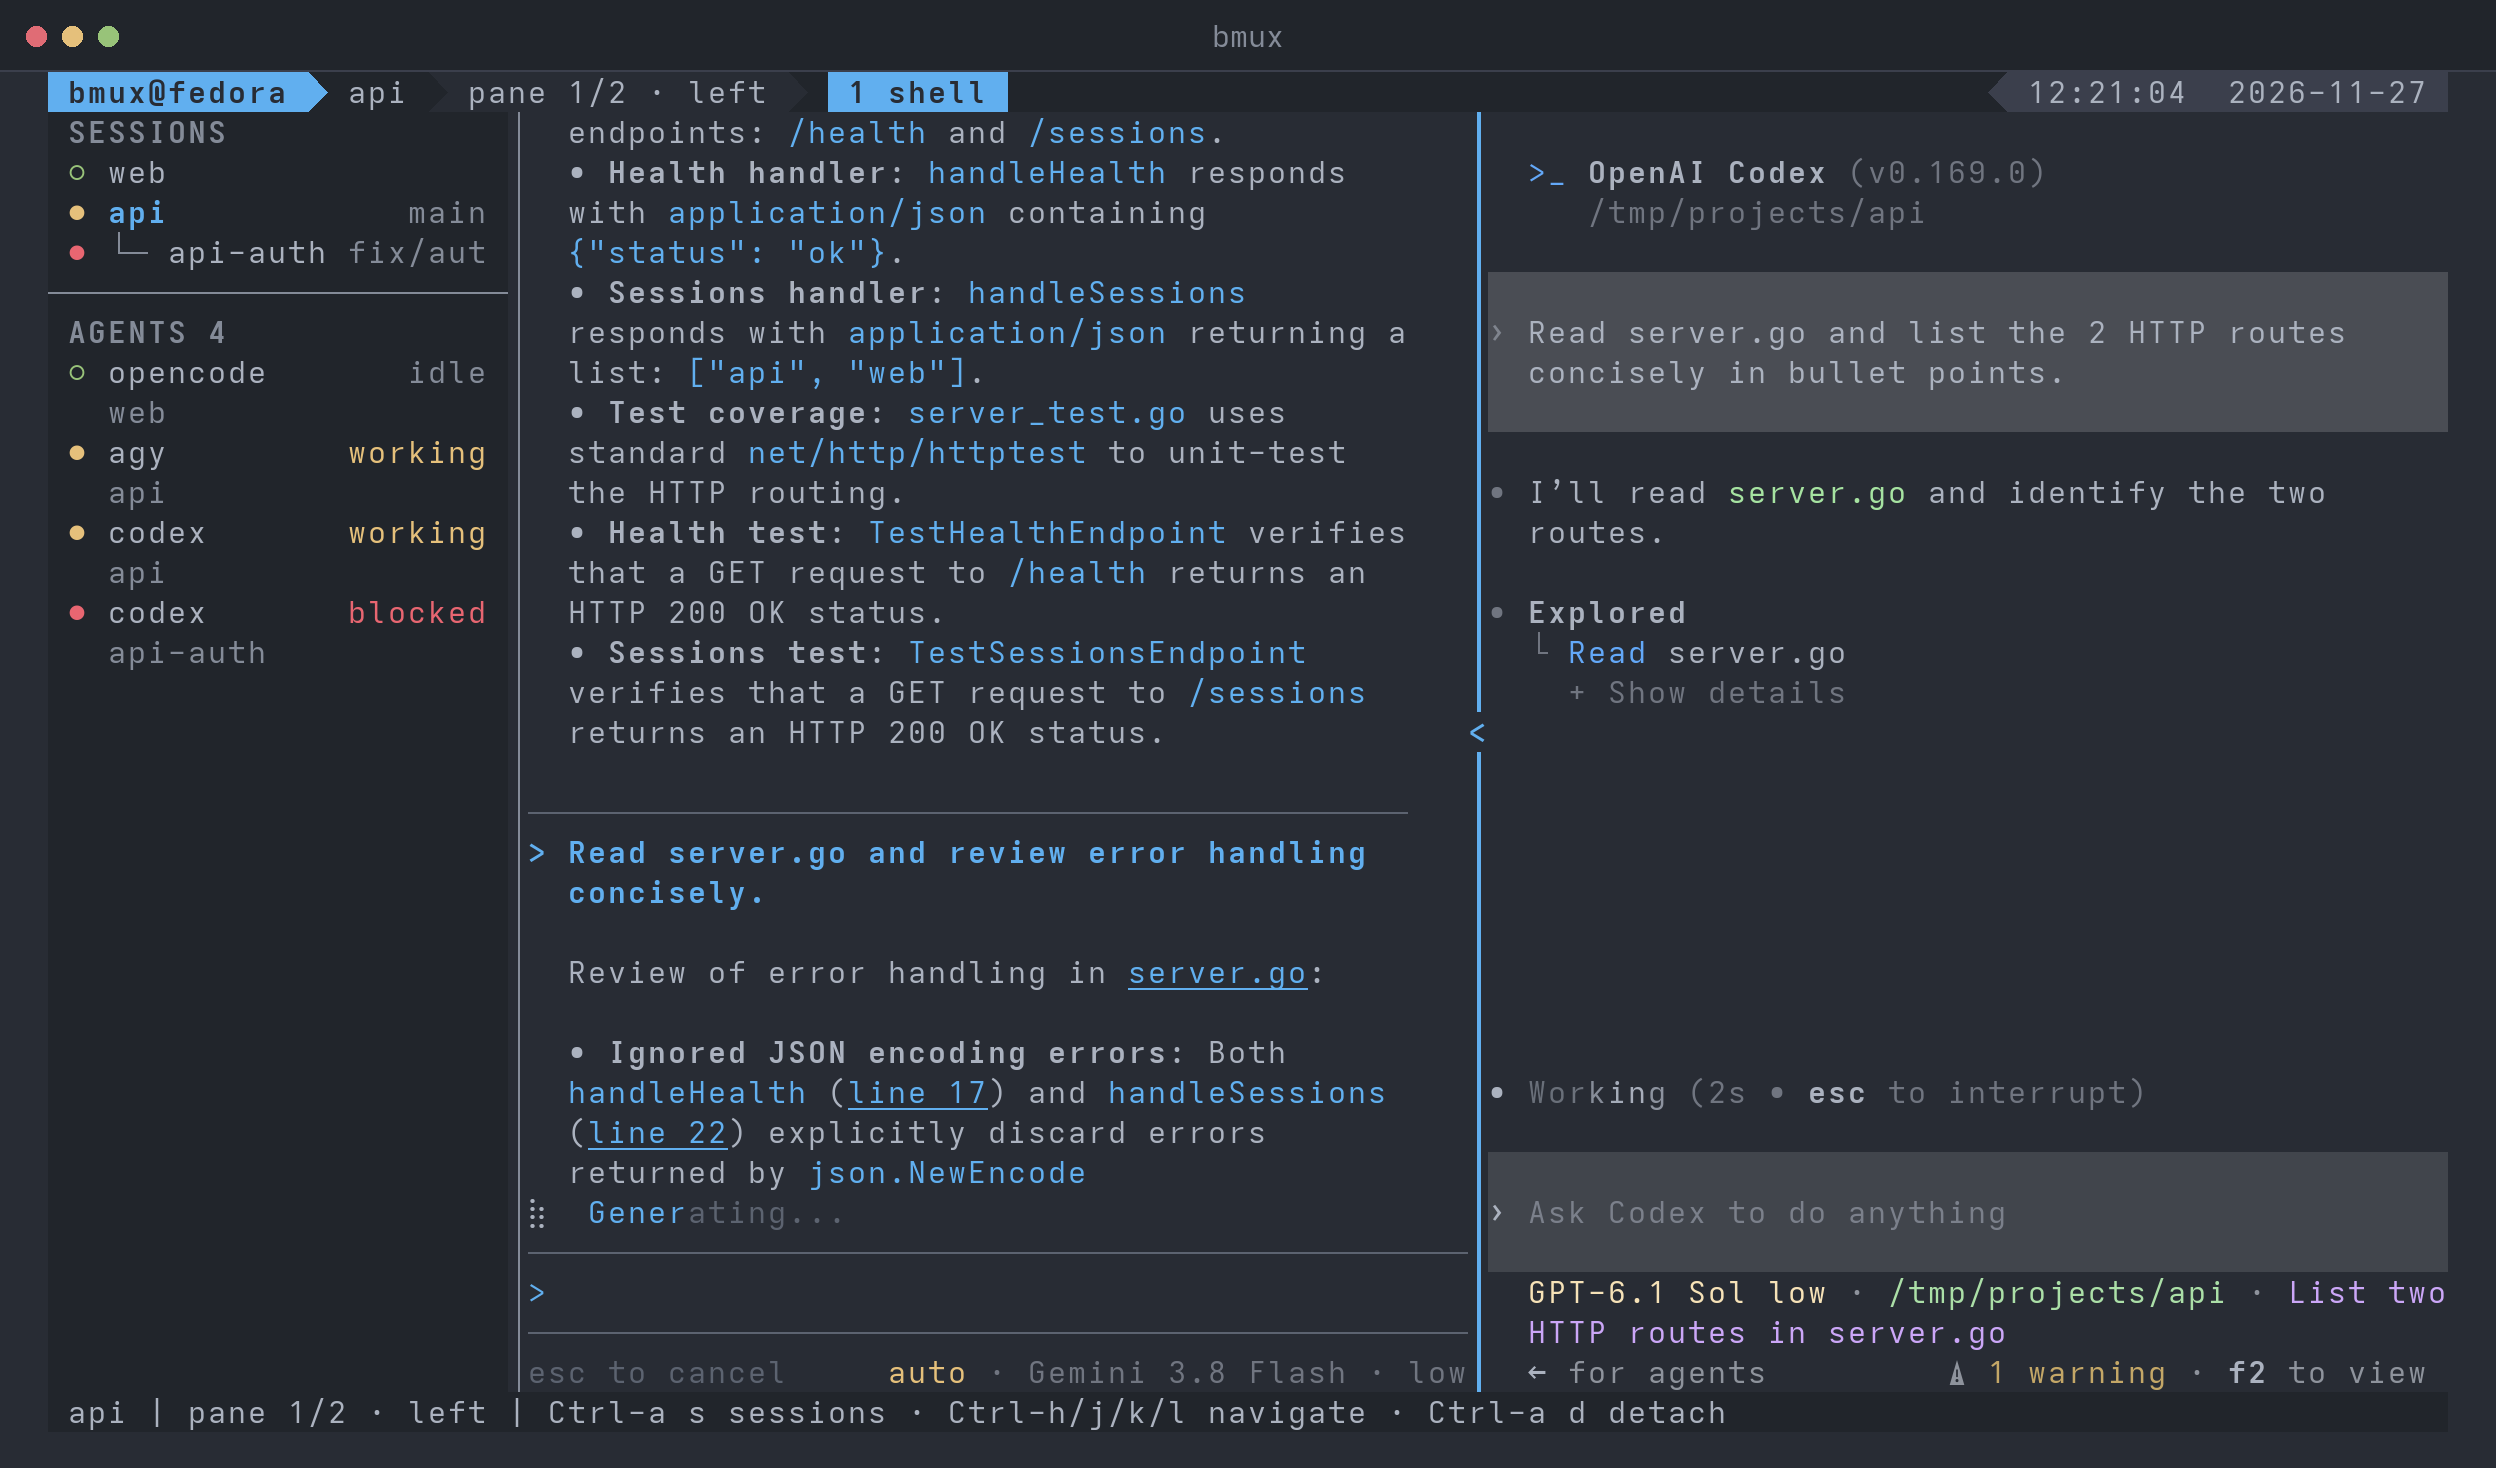 bmux
bmux@fedora api pane 1/2 · left 1 shell 12:21:04 2026-11-27
SESSIONS
○ web
● api main
● └─ api-auth fix/aut
AGENTS 4
○ opencode idle
web
● agy working
api
● codex working
api
● codex blocked
api-auth
endpoints: /health and /sessions.
• Health handler: handleHealth responds
with application/json containing
{"status": "ok"}.
• Sessions handler: handleSessions
responds with application/json returning a
list: ["api", "web"].
• Test coverage: server_test.go uses
standard net/http/httptest to unit-test
the HTTP routing.
• Health test: TestHealthEndpoint verifies
that a GET request to /health returns an
HTTP 200 OK status.
• Sessions test: TestSessionsEndpoint
verifies that a GET request to /sessions
returns an HTTP 200 OK status.
> Read server.go and review error handling
concisely.
Review of error handling in server.go:
• Ignored JSON encoding errors: Both
handleHealth (line 17) and handleSessions
(line 22) explicitly discard errors
returned by json.NewEncode
Generating...
>
esc to cancel auto · Gemini 3.8 Flash · low
<
>_ OpenAI Codex (v0.169.0)
/tmp/projects/api
› Read server.go and list the 2 HTTP routes
concisely in bullet points.
• I’ll read server.go and identify the two
routes.
• Explored
└ Read server.go
+ Show details
• Working (2s • esc to interrupt)
› Ask Codex to do anything
GPT-6.1 Sol low · /tmp/projects/api · List two
HTTP routes in server.go
← for agents ⚠ 1 warning · f2 to view
api | pane 1/2 · left | Ctrl-a s sessions · Ctrl-h/j/k/l navigate · Ctrl-a d detach